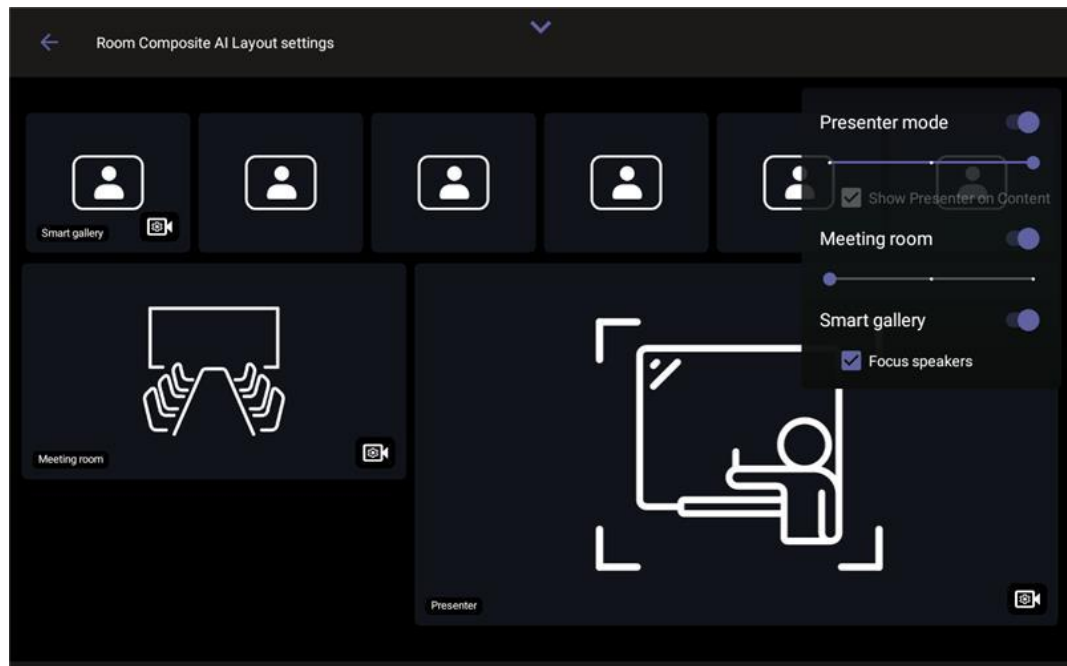 Room Composite AI Layout settings
Presenter mode
Show Presenter on Content
Meeting room
Smart gallery
Focus speakers
Smart gallery
Meeting room
Presenter